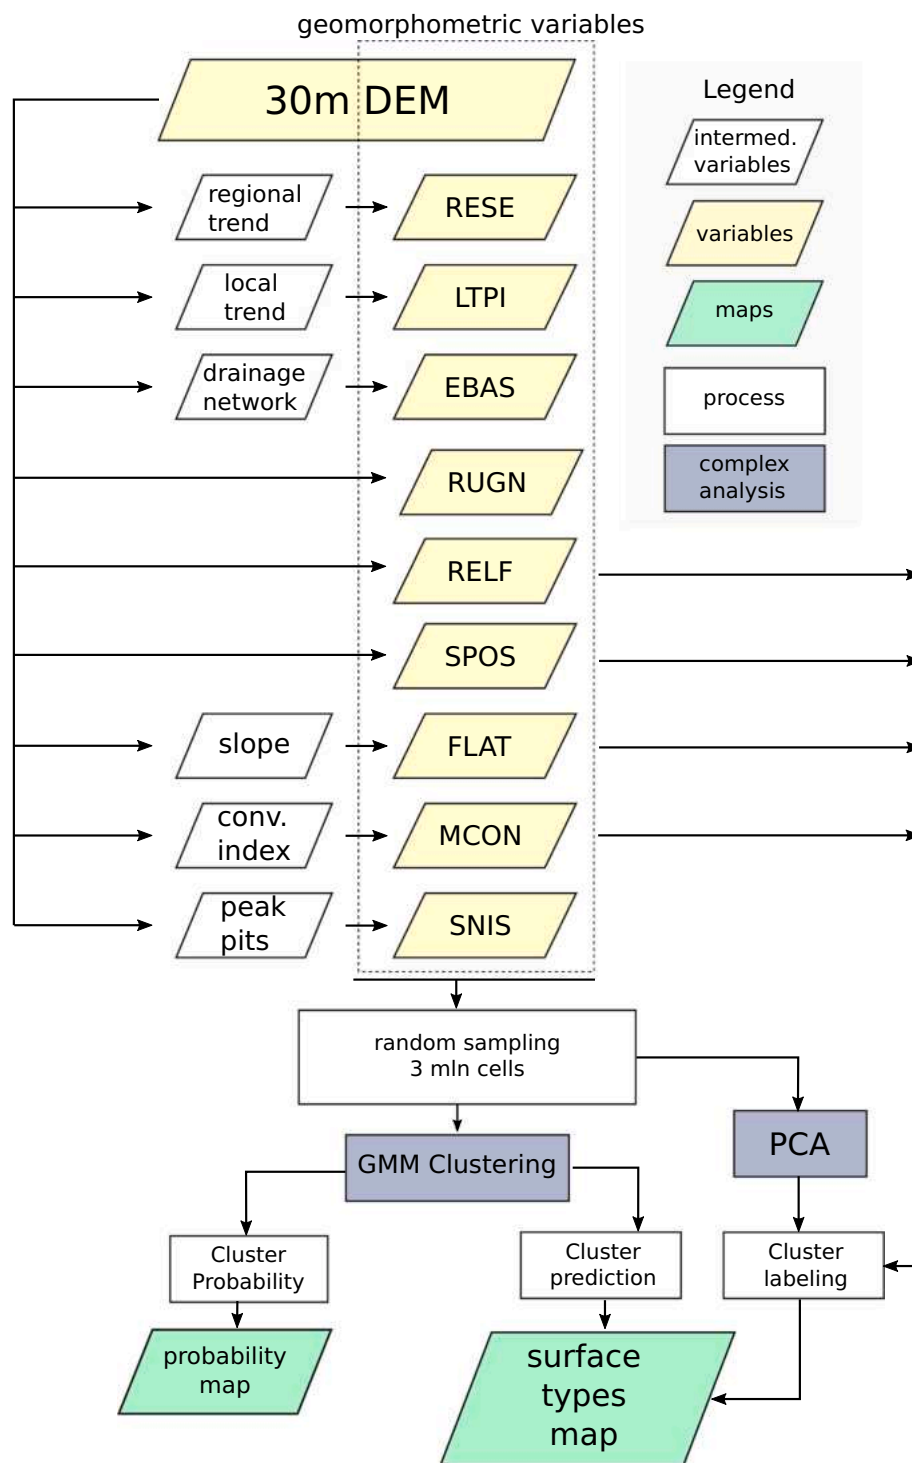 geomorphometric variables
30m DEM
Legend
intermed.
variables
variables
maps
process
complex
analysis
regional
trend
RESE
local
trend
LTPI
drainage
network
EBAS
RUGN
RELF
SPOS
slope
FLAT
conv.
index
MCON
peak
pits
SNIS
random sampling
3 mln cells
GMM Clustering
PCA
Cluster
Probability
Cluster
prediction
Cluster
labeling
probability
map
surface
types
map